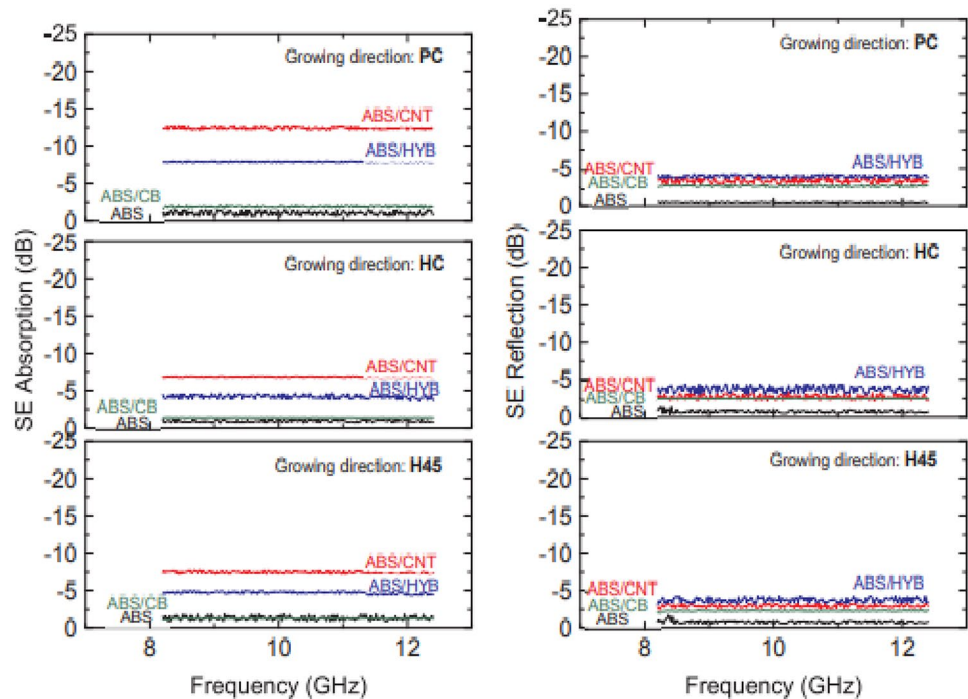 SE Absorption (dB)
-25
-20
-15
-10
-5
0
Growing direction: PC
ABS/CNT
ABS/HYB
ABS/CB
ABS
-25
-20
-15
-10
-5
0
Growing direction: HC
ABS/CNT
ABS/HYB
ABS/CB
ABS
-25
-20
-15
-10
-5
0
Growing direction: H45
ABS/CNT
ABS/HYB
ABS/CB
ABS
8 10 12
Frequency (GHz)
SE Reflection (dB)
-25
-20
-15
-10
-5
0
Growing direction: PC
ABS/HYB
ABS/CNT
ABS/CB
ABS
-25
-20
-15
-10
-5
0
Growing direction: HC
ABS/HYB
ABS/CNT
ABS/CB
ABS
-25
-20
-15
-10
-5
0
Growing direction: H45
ABS/HYB
ABS/CNT
ABS/CB
ABS
8 10 12
Frequency (GHz)